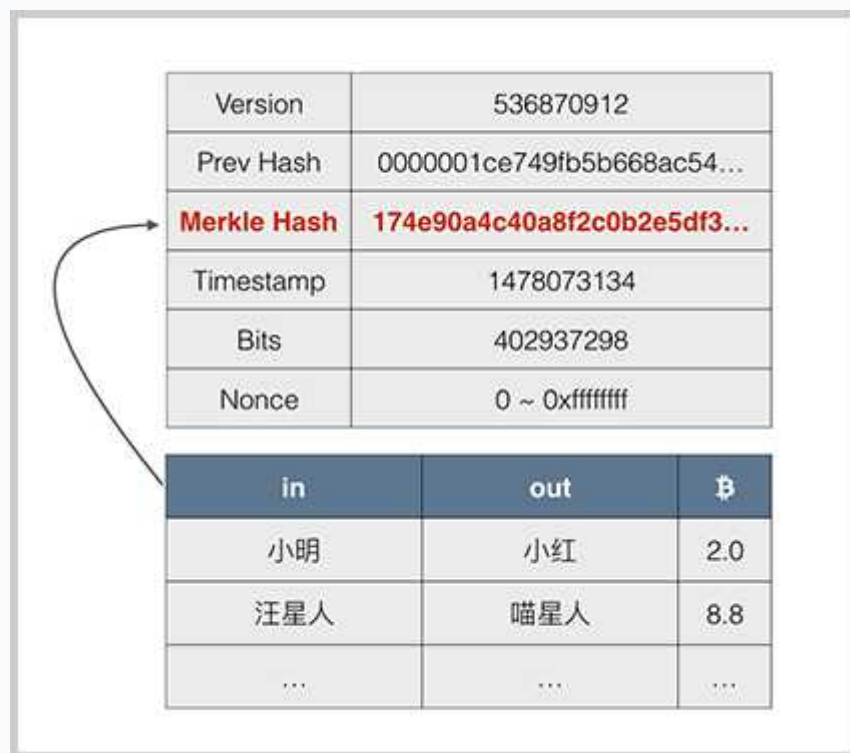 Version 536870912
Prev Hash 0000001ce749fb5b668ac54...
Merkle Hash 174e90a4c40a8f2c0b2e5df3...
Timestamp 1478073134
Bits 402937298
Nonce 0 ~ 0xffffffff
in out ₿
小明 小红 2.0
汪星人 喵星人 8.8
... ... ...